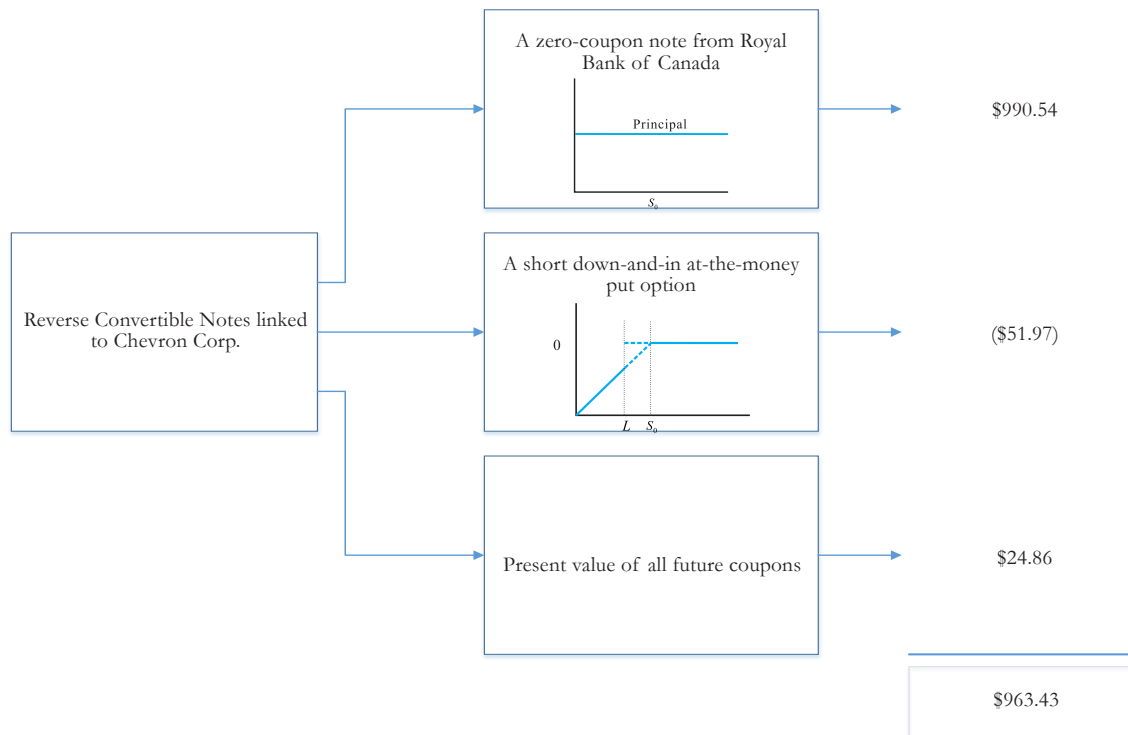 A zero-coupon note from Royal
Bank of Canada
Principal
S₀
$990.54
Reverse Convertible Notes linked
to Chevron Corp.
A short down-and-in at-the-money
put option
0
L
S₀
($51.97)
Present value of all future coupons
$24.86
$963.43